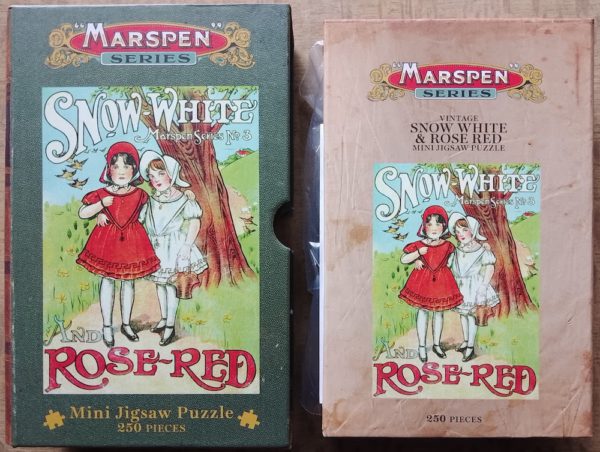 "MARSPEN"
SERIES
SNOW-WHITE
Marspen Series No 3
AND
ROSE-RED
Mini Jigsaw Puzzle
250 PIECES
"MARSPEN"
SERIES
VINTAGE
SNOW WHITE
& ROSE RED
MINI JIGSAW PUZZLE
SNOW-WHITE
Marspen Series No 3
AND
ROSE-RED
250 PIECES